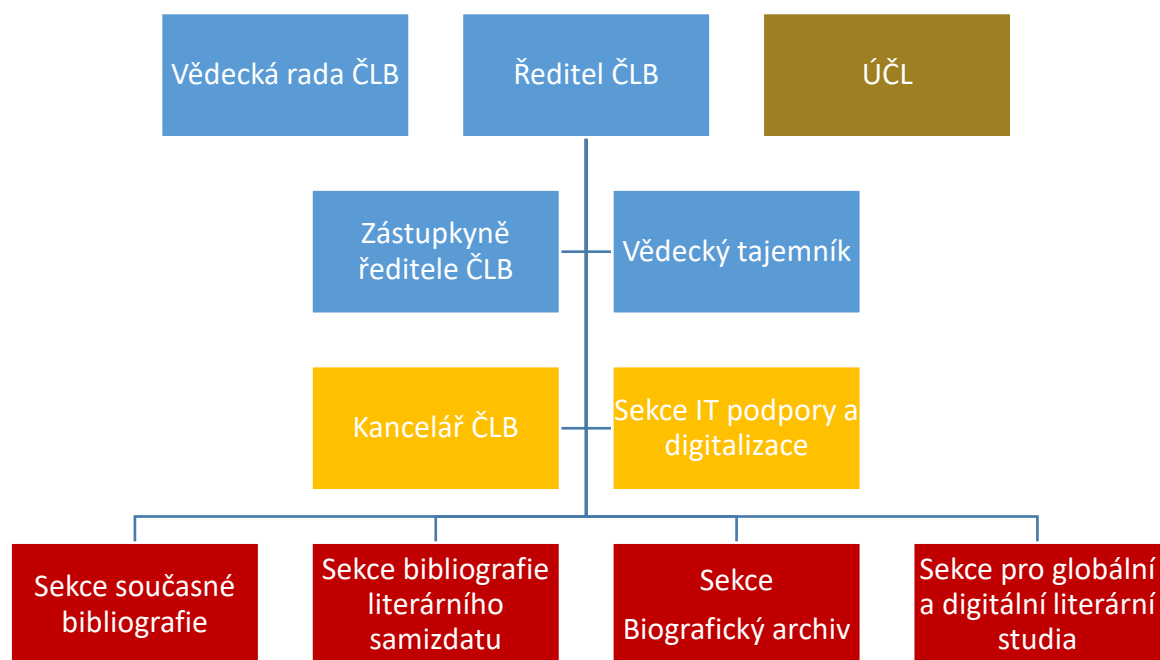 Vědecká rada ČLB
Ředitel ČLB
ÚČL
Zástupkyně
ředitele ČLB
Vědecký tajemník
Kancelář ČLB
Sekce IT podpory a
digitalizace
Sekce současné
bibliografie
Sekce bibliografie
literárního
samizdatu
Sekce
Biografický archiv
Sekce pro globální
a digitální literární
studia